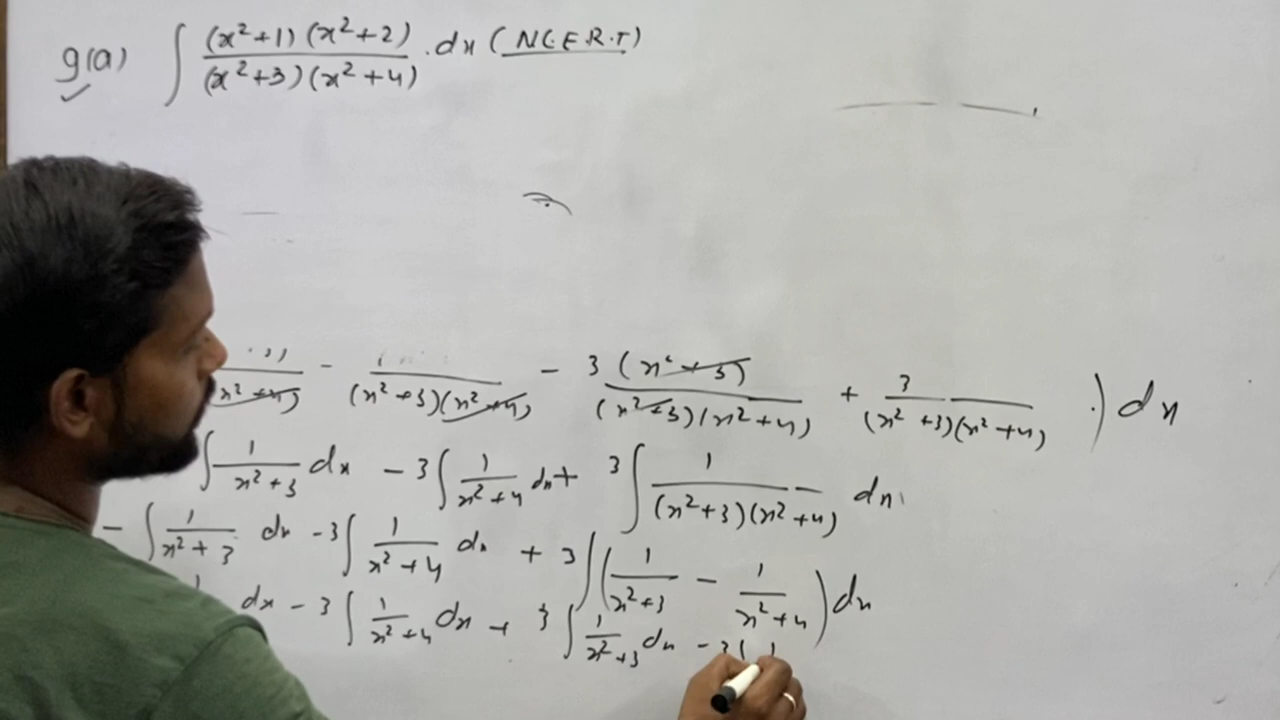 9(a) ∫ (x²+1)(x²+2) / (x²+3)(x²+4) . dx (N.C.E.R.T)
x²+4) - / (x²+3)(x²+4) - 3(x²+3) / (x²+3)(x²+4) + 3 / (x²+3)(x²+4) .) dx
∫ 1/(x²+3) dx - 3∫ 1/(x²+4) dx + 3∫ 1/((x²+3)(x²+4)) dx
- ∫ 1/(x²+3) dx - 3∫ 1/(x²+4) dx + 3∫ (1/(x²+3) - 1/(x²+4)) dx
dx - 3∫ 1/(x²+4) dx + 3∫ 1/(x²+3) dx - 3